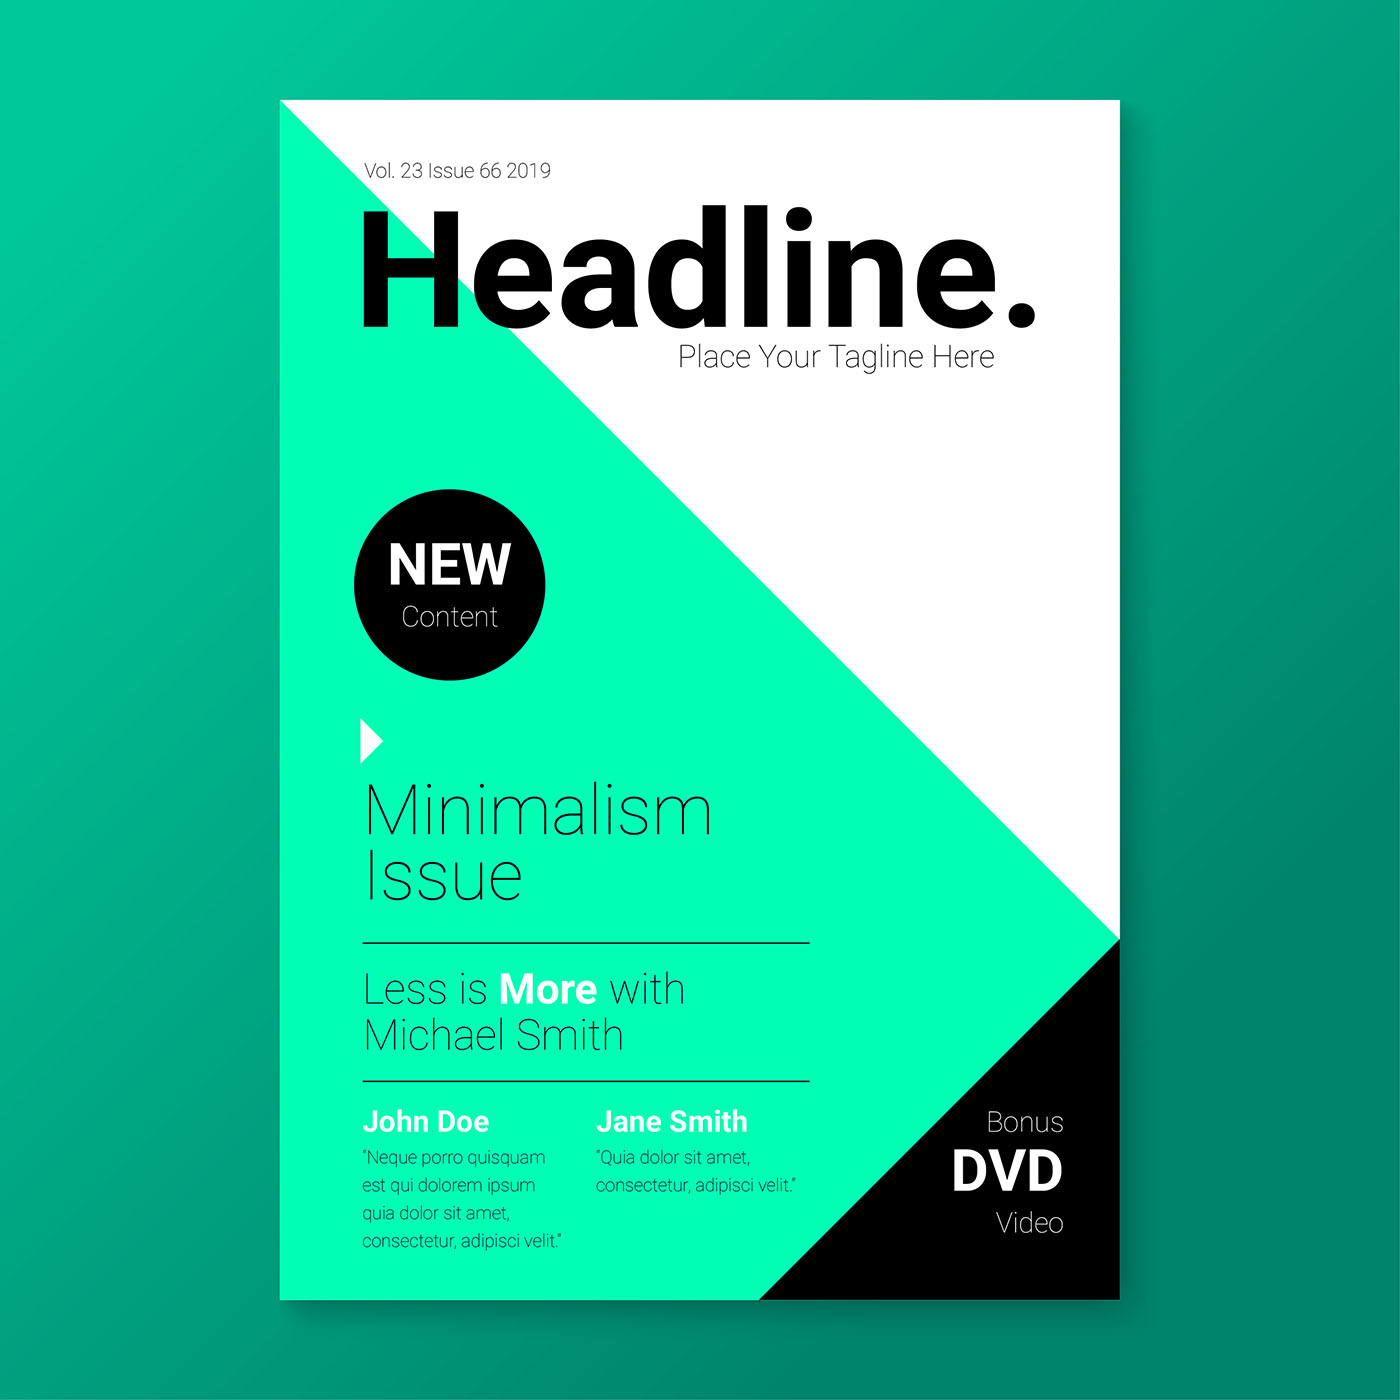 Vol. 23 Issue 66 2019
Headline.
Place Your Tagline Here
NEW
Content
Minimalism
Issue
Less is More with
Michael Smith
John Doe
"Neque porro quisquam
est qui dolorem ipsum
quia dolor sit amet,
consectetur, adipisci velit."
Jane Smith
"Quia dolor sit amet,
consectetur, adipisci velit."
Bonus
DVD
Video